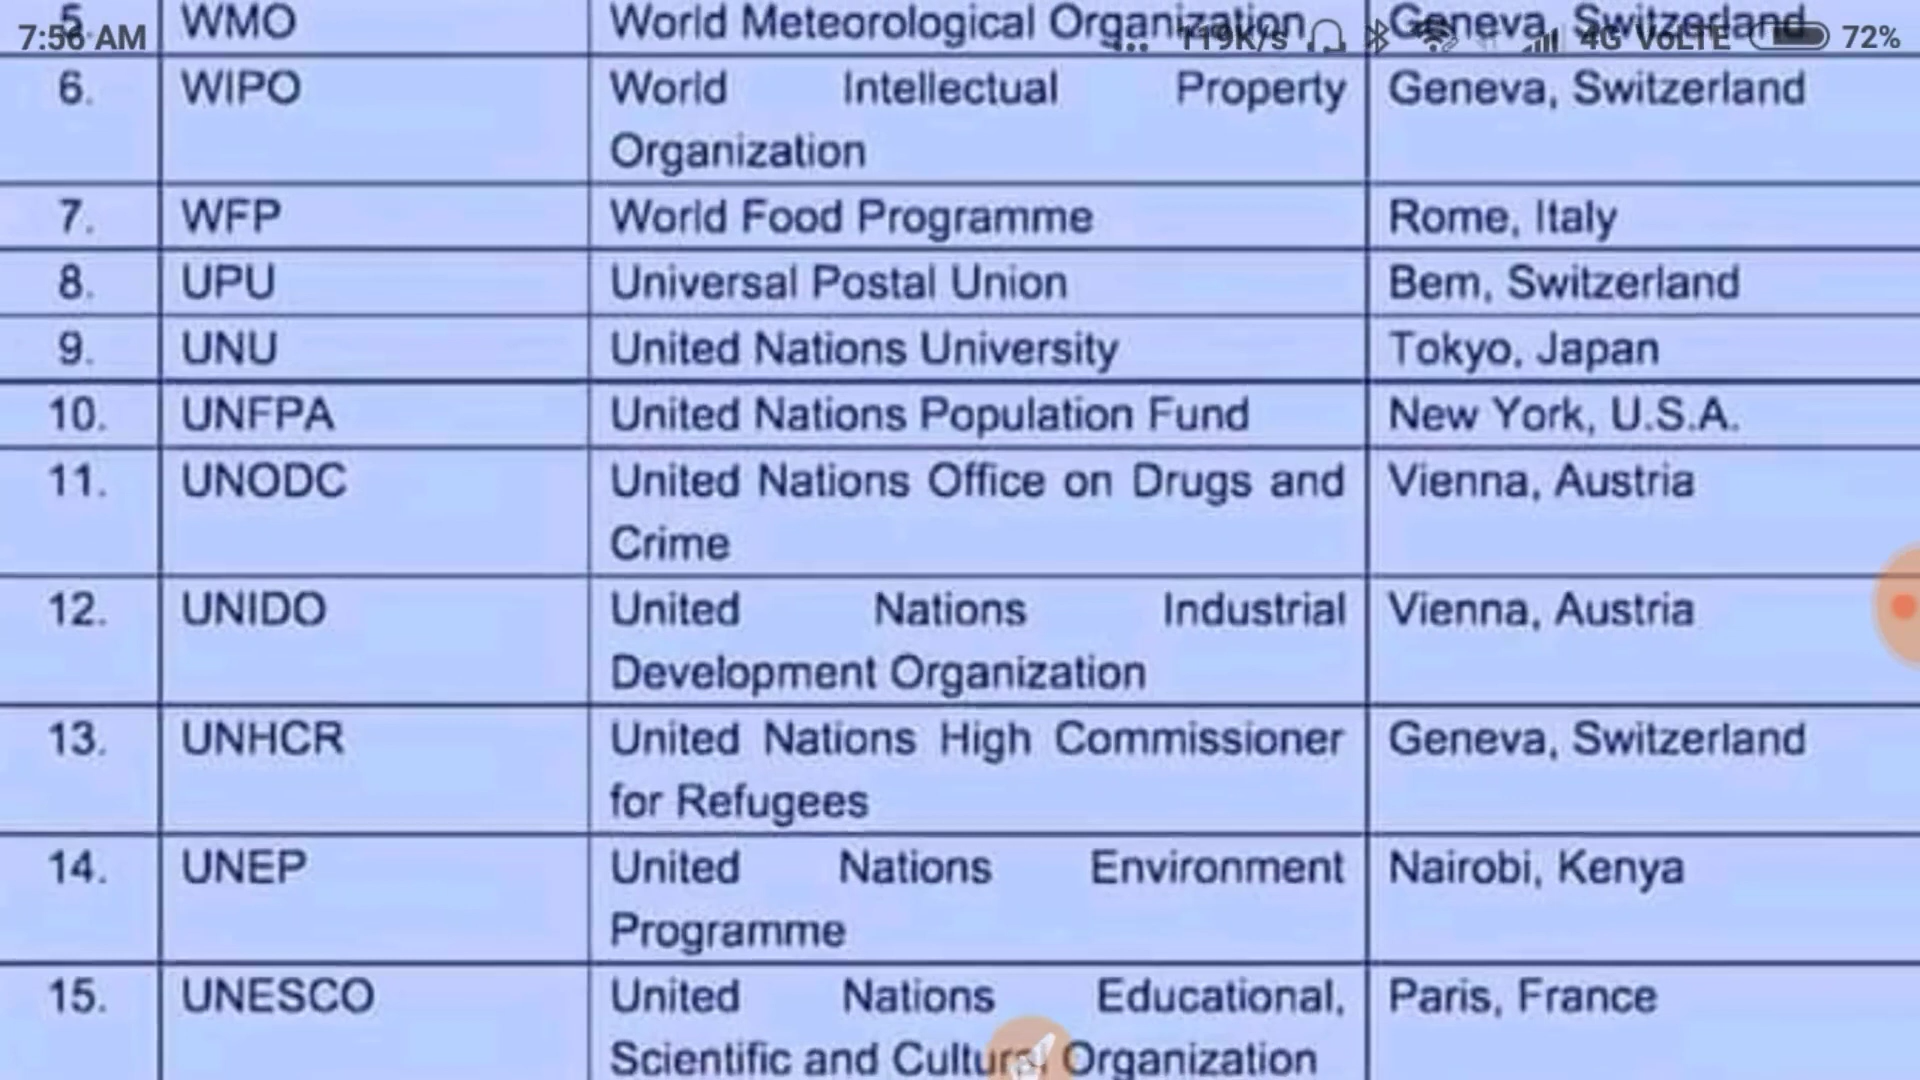 5. WMO World Meteorological Organization Geneva, Switzerland
7:56 AM 119K/s 4G VoLTE 72%
6. WIPO World Intellectual Property Geneva, Switzerland
Organization
7. WFP World Food Programme Rome, Italy
8. UPU Universal Postal Union Bem, Switzerland
9. UNU United Nations University Tokyo, Japan
10. UNFPA United Nations Population Fund New York, U.S.A.
11. UNODC United Nations Office on Drugs and Vienna, Austria
Crime
12. UNIDO United Nations Industrial Vienna, Austria
Development Organization
13. UNHCR United Nations High Commissioner Geneva, Switzerland
for Refugees
14. UNEP United Nations Environment Nairobi, Kenya
Programme
15. UNESCO United Nations Educational, Paris, France
Scientific and Cultural Organization